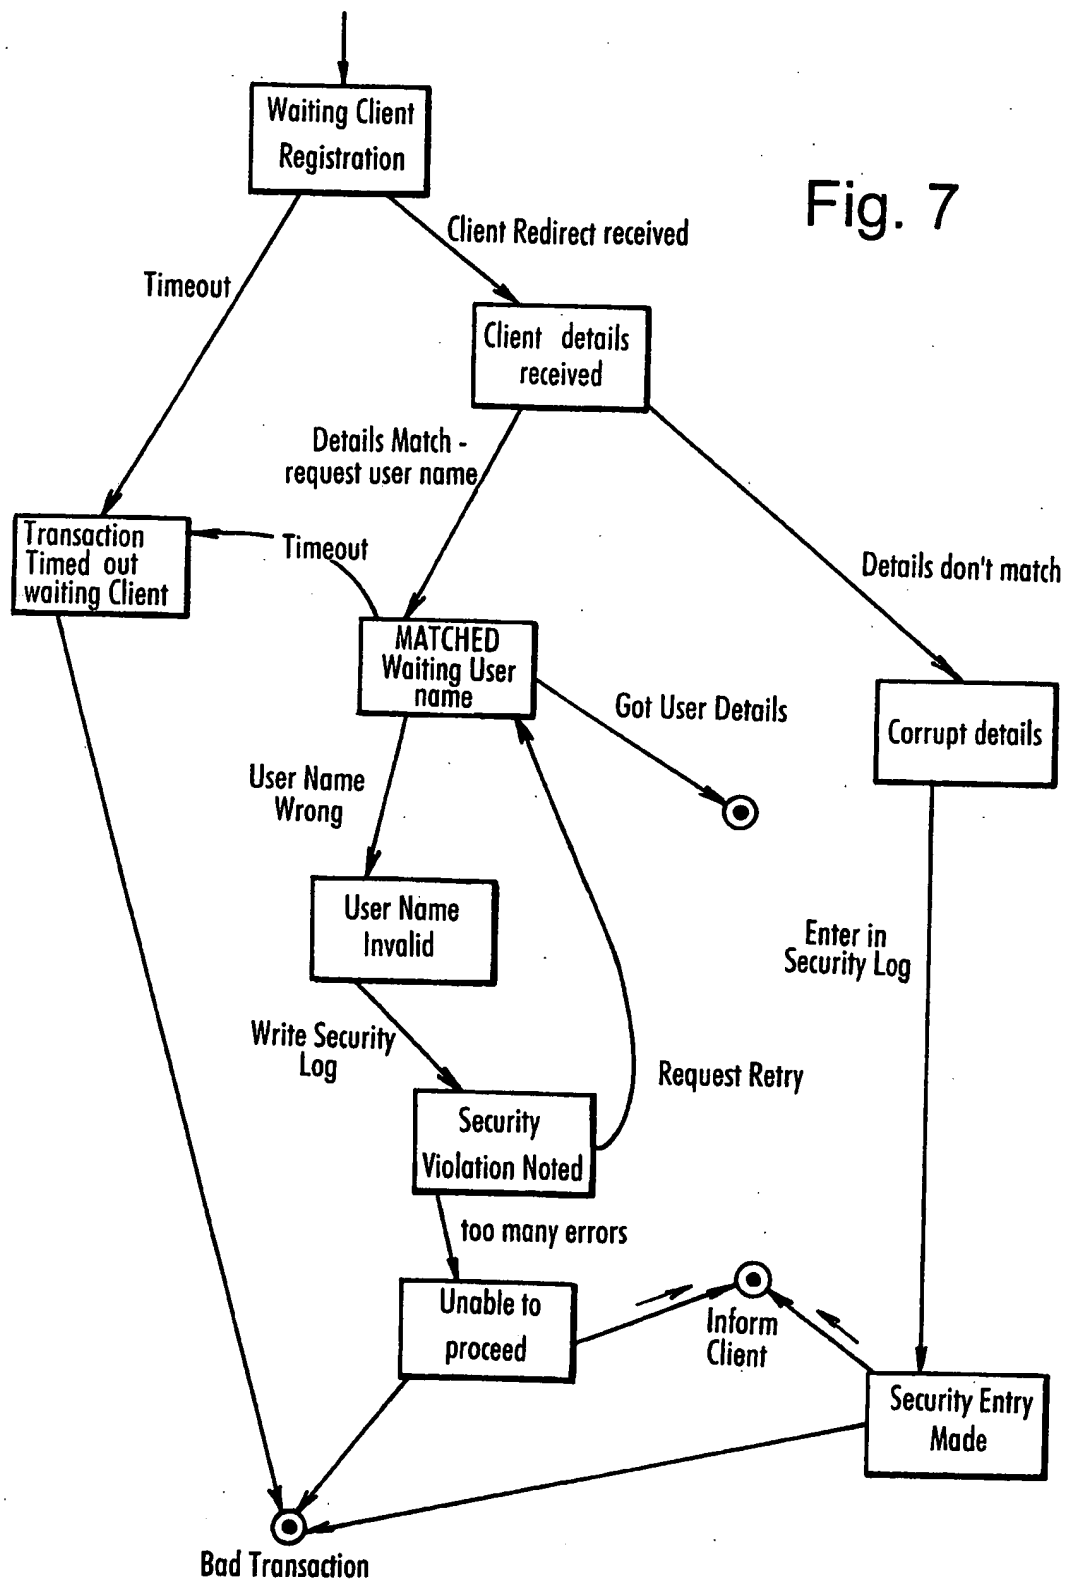 Waiting Client
Registration
Fig. 7
Client Redirect received
Timeout
Client details
received
Details Match -
request user name
Transaction
Timed out
waiting Client
Timeout
Details don't match
MATCHED
Waiting User
name
Got User Details
Corrupt details
User Name
Wrong
User Name
Invalid
Enter in
Security Log
Write Security
Log
Request Retry
Security
Violation Noted
too many errors
Unable to
proceed
Inform
Client
Security Entry
Made
Bad Transaction